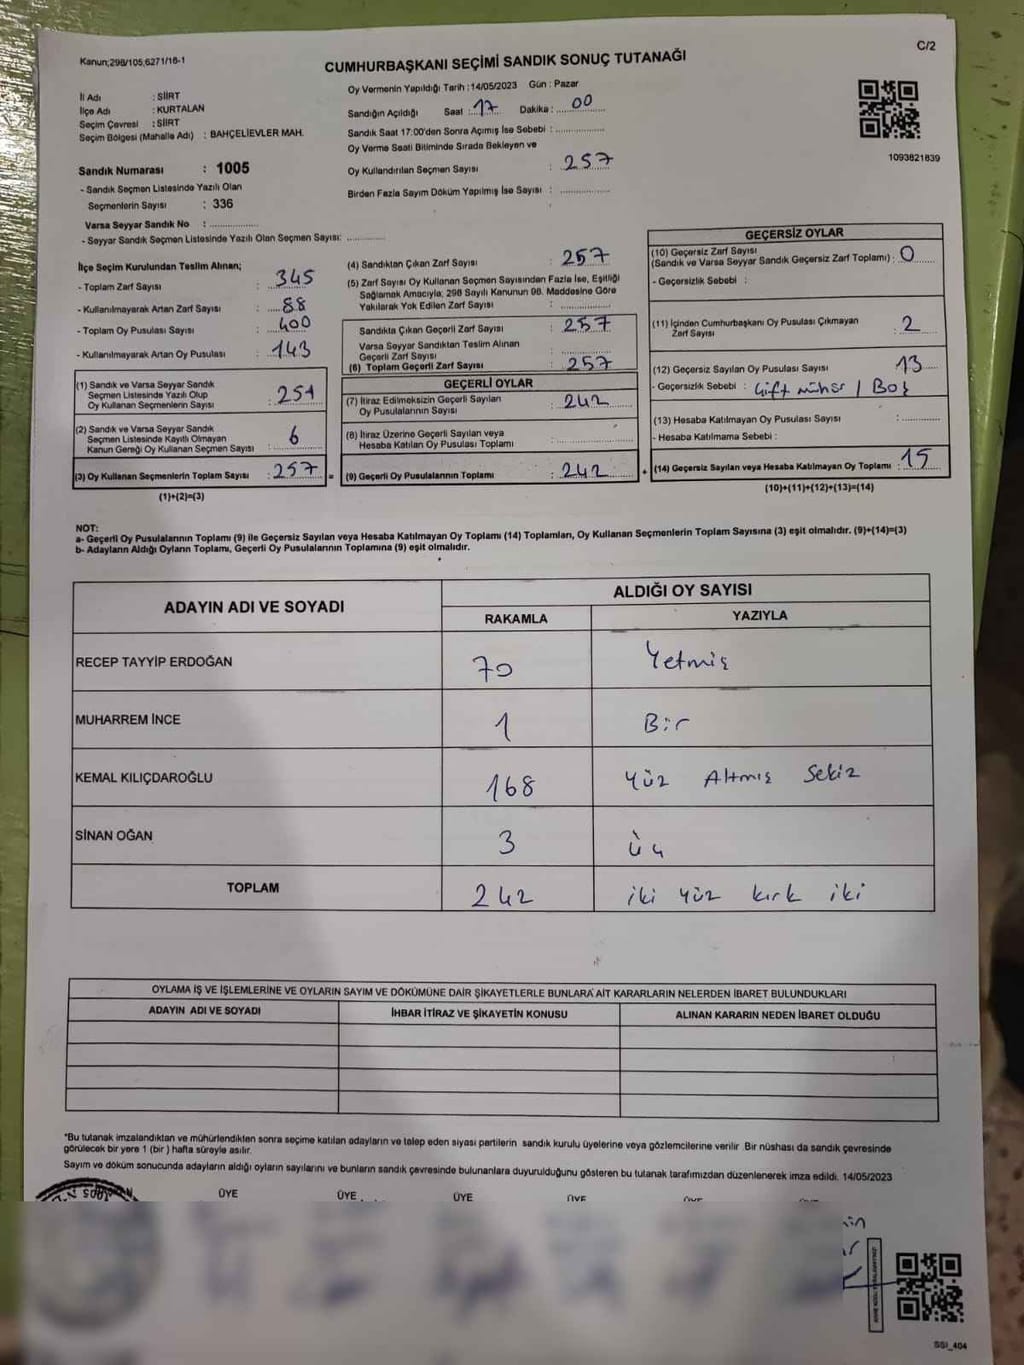 Kanun;298/105,6271/16-1
C/2
CUMHURBAŞKANI SEÇİMİ SANDIK SONUÇ TUTANAĞI
İl Adı : SİİRT
İlçe Adı : KURTALAN
Seçim Çevresi : SİİRT
Seçim Bölgesi (Mahalle Adı) : BAHÇELİEVLER MAH.
Sandık Numarası : 1005
- Sandık Seçmen Listesinde Yazılı Olan
Seçmenlerin Sayısı : 336
Varsa Seyyar Sandık No : ..............
- Seyyar Sandık Seçmen Listesinde Yazılı Olan Seçmen Sayısı: ...........
Oy Vermenin Yapıldığı Tarih :14/05/2023 Gün : Pazar
Sandığın Açıldığı Saat : 17 Dakika : 00
Sandık Saat 17:00'den Sonra Açımış İse Sebebi : ..............
Oy Verme Saati Bitiminde Sırada Bekleyen ve
Oy Kullandırılan Seçmen Sayısı : 257
Birden Fazla Sayım Döküm Yapılmış İse Sayısı : ..............
1093821839
İlçe Seçim Kurulundan Teslim Alınan;
- Toplam Zarf Sayısı : 345
- Kullanılmayarak Artan Zarf Sayısı : 88
- Toplam Oy Pusulası Sayısı : 400
- Kullanılmayarak Artan Oy Pusulası : 143
(1) Sandık ve Varsa Seyyar Sandık
Seçmen Listesinde Yazılı Olup
Oy Kullanan Seçmenlerin Sayısı : 251
(2) Sandık ve Varsa Seyyar Sandık
Seçmen Listesinde Kayıtlı Olmayan
Kanun Gereği Oy Kullanan Seçmen Sayısı : 6
(3) Oy Kullanan Seçmenlerin Toplam Sayısı : 257 =
(1)+(2)=(3)
(4) Sandıktan Çıkan Zarf Sayısı : 257
(5) Zarf Sayısı Oy Kullanan Seçmen Sayısından Fazla İse, Eşitliği
Sağlamak Amacıyla; 298 Sayılı Kanunun 98. Maddesine Göre
Yakılarak Yok Edilen Zarf Sayısı : ..............
Sandıkta Çıkan Geçerli Zarf Sayısı : 257
Varsa Seyyar Sandıktan Teslim Alınan
Geçerli Zarf Sayısı : ..............
(6) Toplam Geçerli Zarf Sayısı : 257
GEÇERLİ OYLAR
(7) İtiraz Edilmeksizin Geçerli Sayılan
Oy Pusulalarının Sayısı : 242
(8) İtiraz Üzerine Geçerli Sayılan veya
Hesaba Katılan Oy Pusulası Toplamı : ..............
(9) Geçerli Oy Pusulalarının Toplamı : 242 +
GEÇERSİZ OYLAR
(10) Geçersiz Zarf Sayısı
(Sandık ve Varsa Seyyar Sandık Geçersiz Zarf Toplamı) : 0
- Geçersizlik Sebebi :
(11) İçinden Cumhurbaşkanı Oy Pusulası Çıkmayan
Zarf Sayısı : 2
(12) Geçersiz Sayılan Oy Pusulası Sayısı : 13
- Geçersizlik Sebebi : Çift mühür / Boş
(13) Hesaba Katılmayan Oy Pusulası Sayısı : ..........
- Hesaba Katılmama Sebebi :
(14) Geçersiz Sayılan veya Hesaba Katılmayan Oy Toplamı : 15
(10)+(11)+(12)+(13)=(14)
NOT:
a- Geçerli Oy Pusulalarının Toplamı (9) ile Geçersiz Sayılan veya Hesaba Katılmayan Oy Toplamı (14) Toplamları, Oy Kullanan Seçmenlerin Toplam Sayısına (3) eşit olmalıdır. (9)+(14)=(3)
b- Adayların Aldığı Oyların Toplamı, Geçerli Oy Pusulalarının Toplamına (9) eşit olmalıdır.
ADAYIN ADI VE SOYADI
ALDIĞI OY SAYISI
RAKAMLA YAZIYLA
RECEP TAYYİP ERDOĞAN 70 Yetmiş
MUHARREM İNCE 1 Bir
KEMAL KILIÇDAROĞLU 168 Yüz Altmış Sekiz
SİNAN OĞAN 3 üç
TOPLAM 242 iki yüz kırk iki
OYLAMA İŞ VE İŞLEMLERİNE VE OYLARIN SAYIM VE DÖKÜMÜNE DAİR ŞİKAYETLERLE BUNLARA AİT KARARLARIN NELERDEN İBARET BULUNDUKLARI
ADAYIN ADI VE SOYADI İHBAR İTİRAZ VE ŞİKAYETİN KONUSU ALINAN KARARIN NEDEN İBARET OLDUĞU
"Bu tutanak imzalandıktan ve mühürlendikten sonra seçime katılan adayların ve talep eden siyasi partilerin sandık kurulu üyelerine veya gözlemcilerine verilir Bir nüshası da sandık çevresinde
görülecek bir yere 1 (bir ) hafta süreyle asılır.
Sayım ve döküm sonucunda adayların aldığı oyların sayılarını ve bunların sandık çevresinde bulunanlara duyurulduğunu gösteren bu tutanak tarafımızdan düzenlenerek imza edildi. 14/05/2023
ÜYE ÜYE ÜYE ÜYE
SSI_404